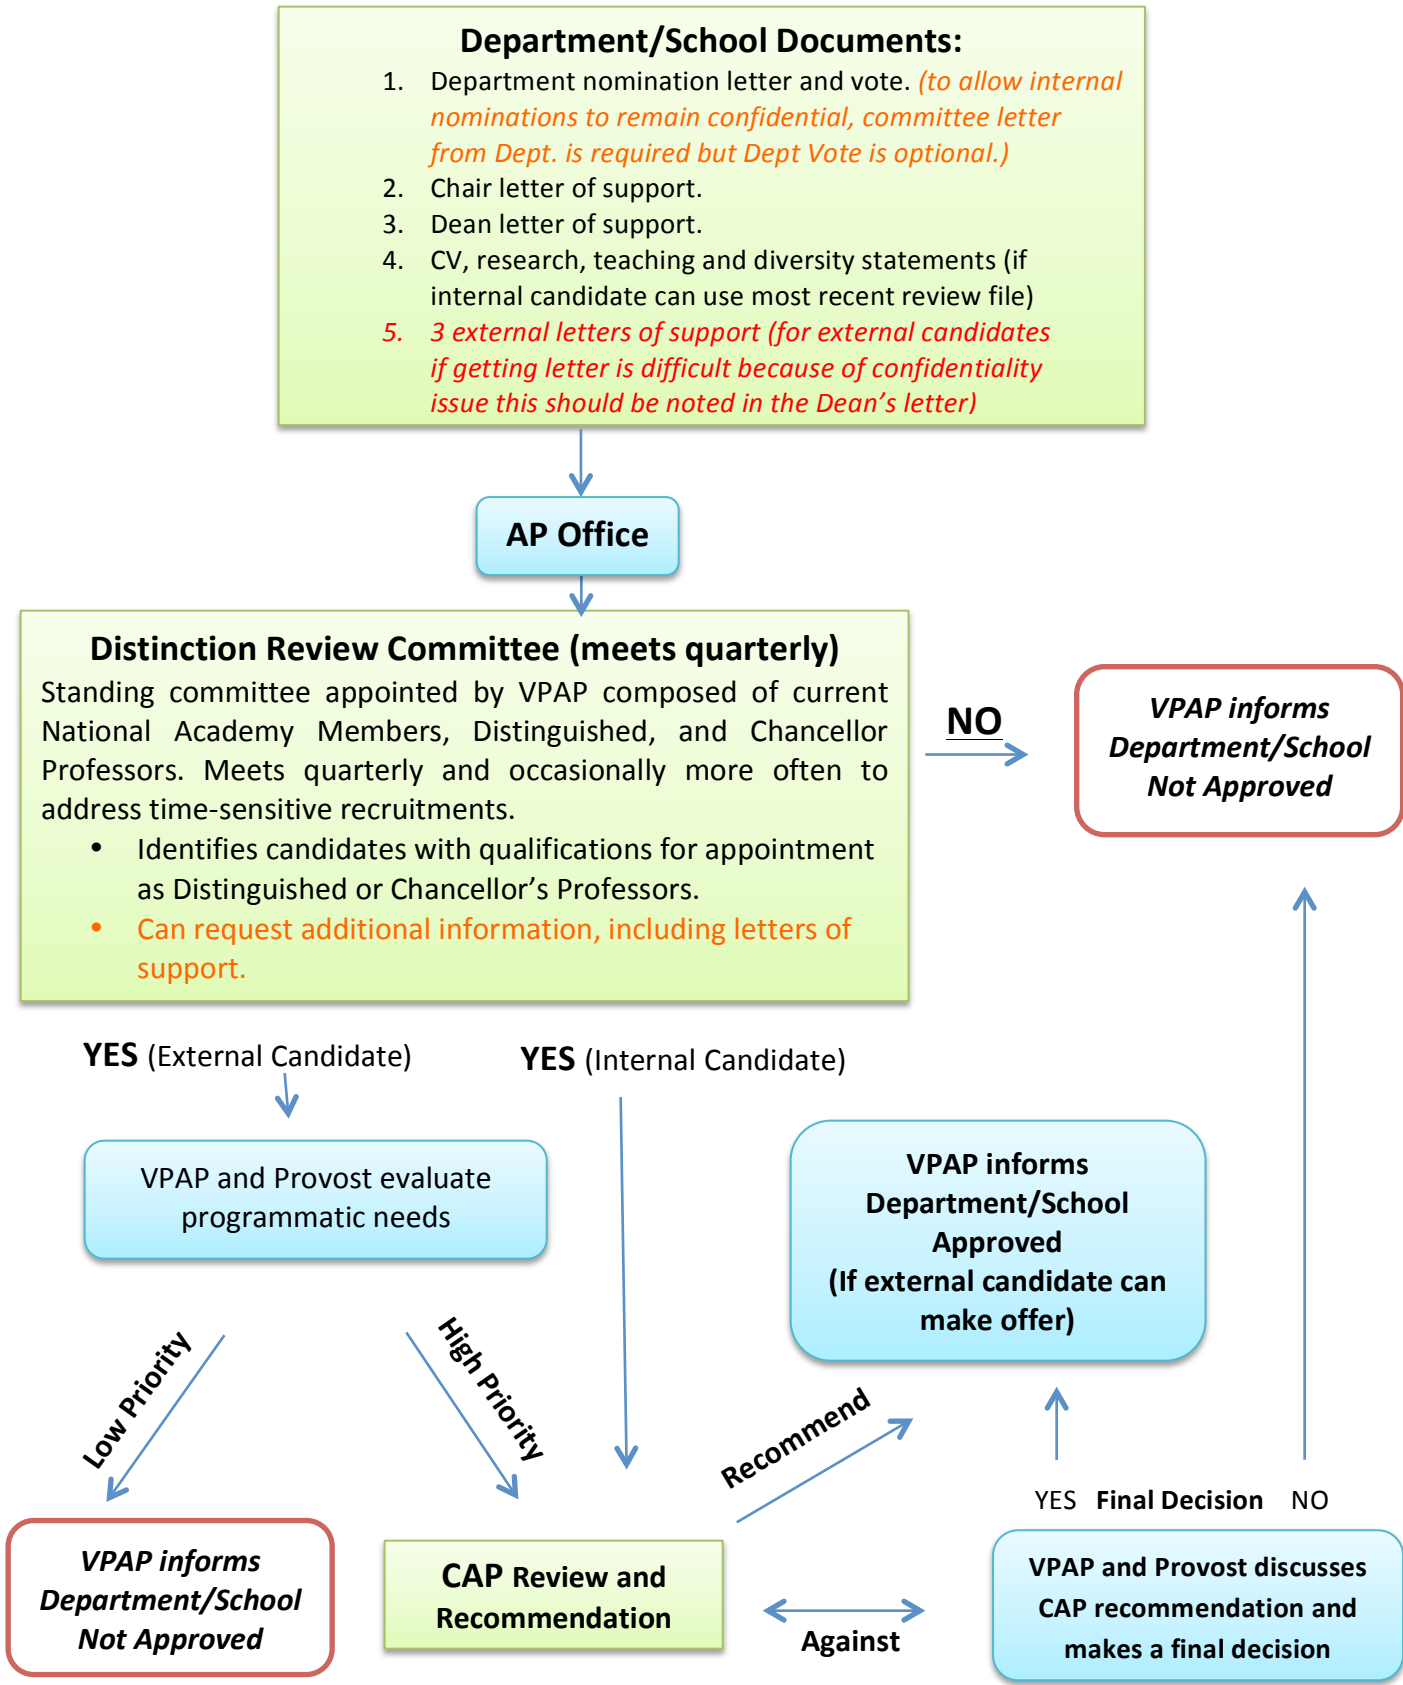 Department/School Documents:
1. Department nomination letter and vote. (to allow internal
nominations to remain confidential, committee letter
from Dept. is required but Dept Vote is optional.)
2. Chair letter of support.
3. Dean letter of support.
4. CV, research, teaching and diversity statements (if
internal candidate can use most recent review file)
5. 3 external letters of support (for external candidates
if getting letter is difficult because of confidentiality
issue this should be noted in the Dean’s letter)
AP Office
Distinction Review Committee (meets quarterly)
Standing committee appointed by VPAP composed of current
National Academy Members, Distinguished, and Chancellor
Professors. Meets quarterly and occasionally more often to
address time-sensitive recruitments.
• Identifies candidates with qualifications for appointment
as Distinguished or Chancellor’s Professors.
• Can request additional information, including letters of
support.
NO
VPAP informs
Department/School
Not Approved
YES (External Candidate)
YES (Internal Candidate)
VPAP and Provost evaluate
programmatic needs
VPAP informs
Department/School
Approved
(If external candidate can
make offer)
Low Priority
High Priority
Recommend
YES Final Decision NO
VPAP informs
Department/School
Not Approved
CAP Review and
Recommendation
Against
VPAP and Provost discusses
CAP recommendation and
makes a final decision